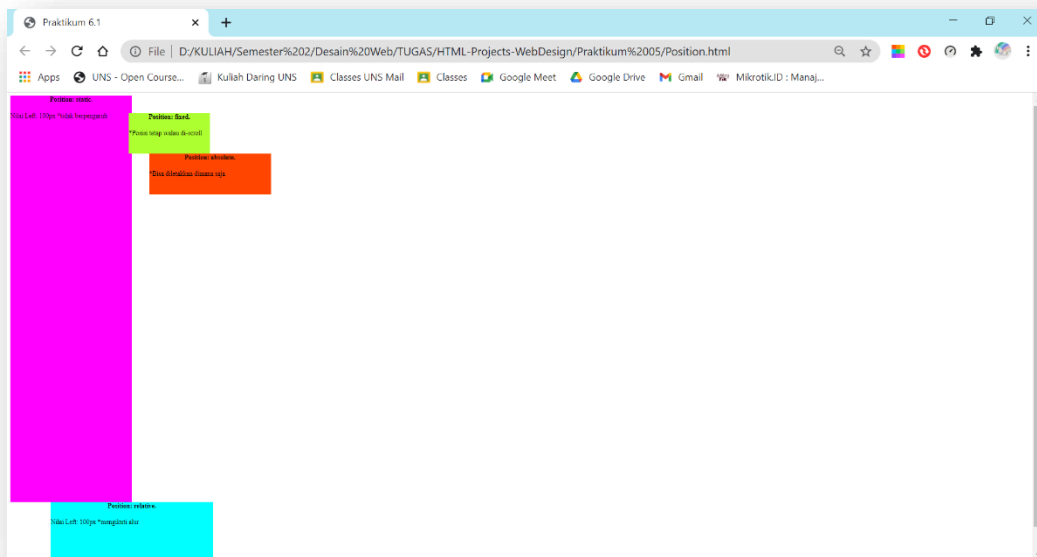 Praktikum 6.1
File | D:/KULIAH/Semester%202/Desain%20Web/TUGAS/HTML-Projects-WebDesign/Praktikum%2005/Position.html
Apps UNS - Open Course... Kuliah Daring UNS Classes UNS Mail Classes Google Meet Google Drive Gmail Mikrotik.ID : Manaj...
Position: static.
Nilai Left: 100px *tidak berpengaruh
Position: fixed.
*Posisi tetap walau di-scroll
Position: absolute.
*Bisa diletakkan dimana saja
Position: relative.
Nilai Left: 100px *mengikuti alur